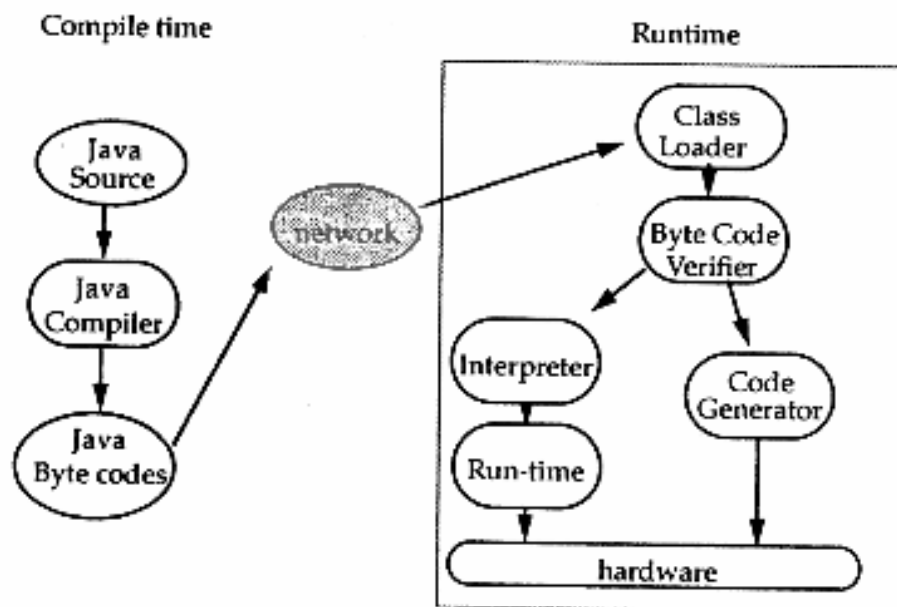 Compile time
Runtime
Java
Source
Java
Compiler
Java
Byte codes
network
Class
Loader
Byte Code
Verifier
Interpreter
Code
Generator
Run-time
hardware